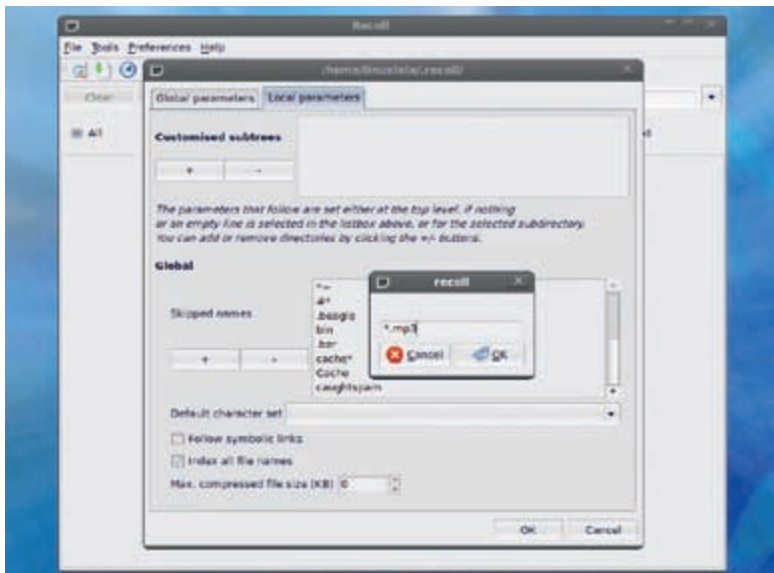 Recoll
File Tools Preferences Help
Clear
All
Global parameters Local parameters
Customised subtrees
+ -
The parameters that follow are set either at the top level, if nothing
or an empty line is selected in the listbox above, or for the selected subdirectory.
You can add or remove directories by clicking the +/- buttons.
Global
Skipped names
+ -
*~
#*
.beagle
bin
cache*
Cache
caughtspam
recoll
*.mp3
Cancel OK
Default character set
Follow symbolic links
Index all file names
Max. compressed file size (KB) 0
OK Cancel